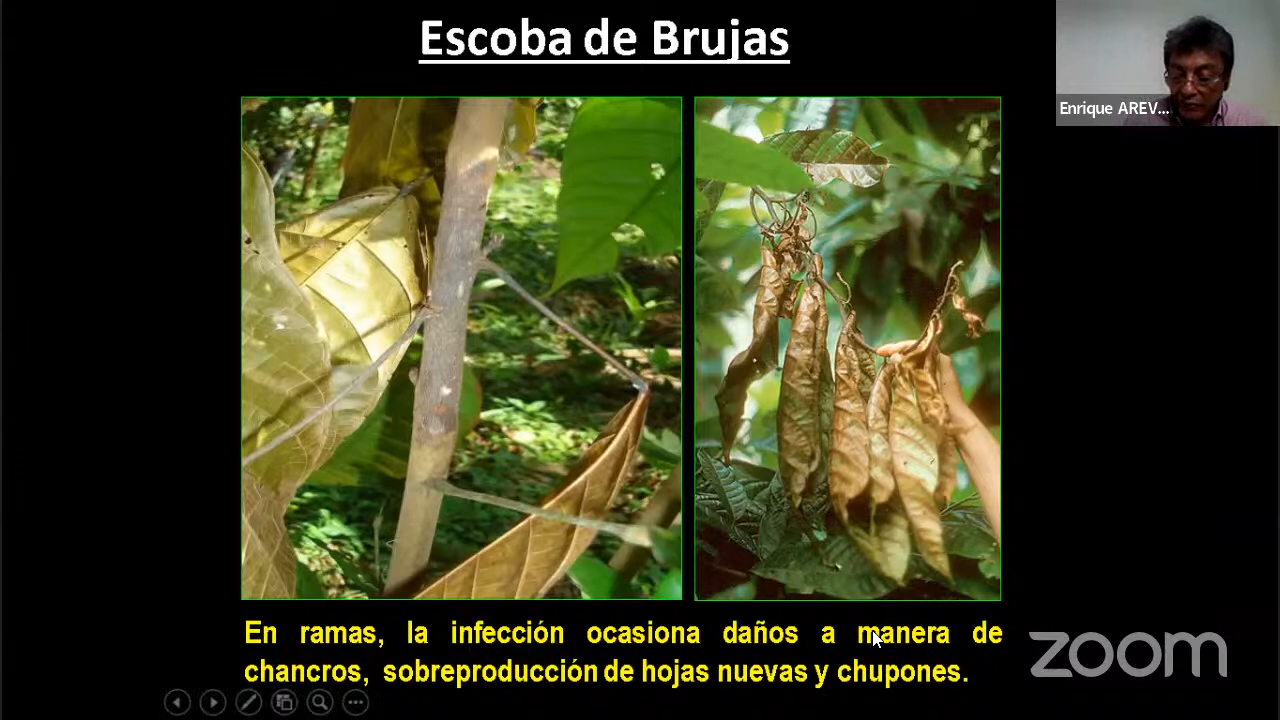 Escoba de Brujas
Enrique AREV...
En ramas, la infección ocasiona daños a manera de
chancros, sobreproducción de hojas nuevas y chupones.
zoom